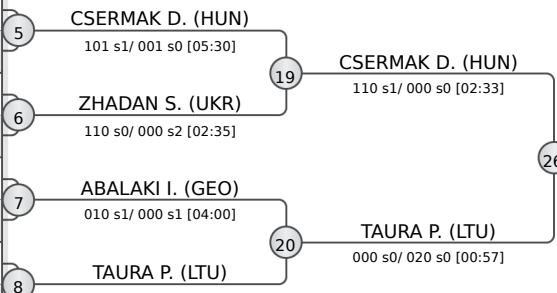 5
CSERMAK D. (HUN)
101 s1/ 001 s0 [05:30]
19
CSERMAK D. (HUN)
110 s1/ 000 s0 [02:33]
6
ZHADAN S. (UKR)
110 s0/ 000 s2 [02:35]
26
7
ABALAKI I. (GEO)
010 s1/ 000 s1 [04:00]
20
TAURA P. (LTU)
000 s0/ 020 s0 [00:57]
8
TAURA P. (LTU)